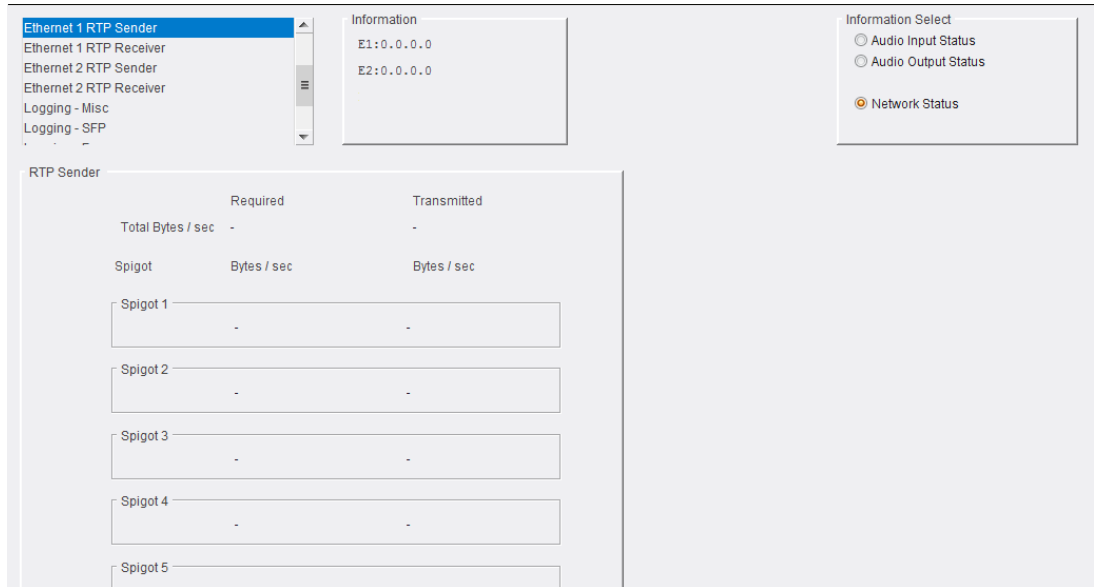 Ethernet 1 RTP Sender
Ethernet 1 RTP Receiver
Ethernet 2 RTP Sender
Ethernet 2 RTP Receiver
Logging - Misc
Logging - SFP
Information
E1:0.0.0.0
E2:0.0.0.0
Information Select
Audio Input Status
Audio Output Status
Network Status
RTP Sender
Required Transmitted
Total Bytes / sec - -
Spigot Bytes / sec Bytes / sec
Spigot 1
- -
Spigot 2
- -
Spigot 3
- -
Spigot 4
- -
Spigot 5